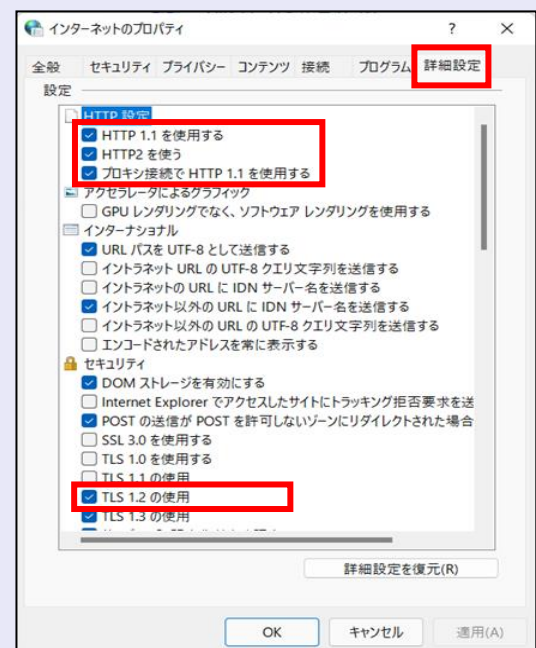 インターネットのプロパティ
全般 セキュリティ プライバシー コンテンツ 接続 プログラム 詳細設定
設定
HTTP 設定
HTTP 1.1 を使用する
HTTP2 を使う
プロキシ接続で HTTP 1.1 を使用する
アクセラレータによるグラフィック
GPU レンダリングでなく、ソフトウェア レンダリングを使用する
インターナショナル
URL パスを UTF-8 として送信する
イントラネット URL の UTF-8 クエリ文字列を送信する
イントラネットの URL に IDN サーバー名を送信する
イントラネット以外の URL に IDN サーバー名を送信する
イントラネット以外の URL の UTF-8 クエリ文字列を送信する
エンコードされたアドレスを常に表示する
セキュリティ
DOM ストレージを有効にする
Internet Explorer でアクセスしたサイトにトラッキング拒否要求を送
POST の送信が POST を許可しないゾーンにリダイレクトされた場合
SSL 3.0 を使用する
TLS 1.0 を使用する
TLS 1.1 の使用
TLS 1.2 の使用
TLS 1.3 の使用
詳細設定を復元(R)
OK キャンセル 適用(A)